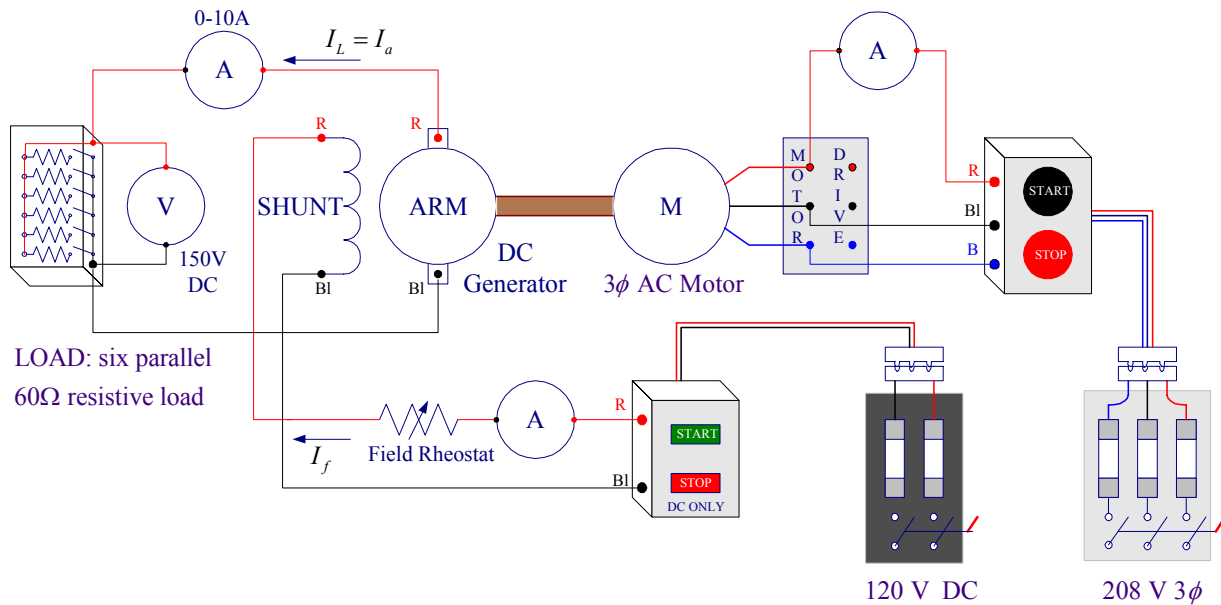 0-10A
I_L = I_a
A
A
R
R
M
O
T
O
R
D
R
I
V
E
V
SHUNT
ARM
M
R
START
Bl
STOP
B
150V
DC
Bl
Bl
DC
Generator
3ϕ AC Motor
LOAD: six parallel
60Ω resistive load
I_f
Field Rheostat
A
R
START
Bl
STOP
DC ONLY
120 V DC
208 V 3ϕ